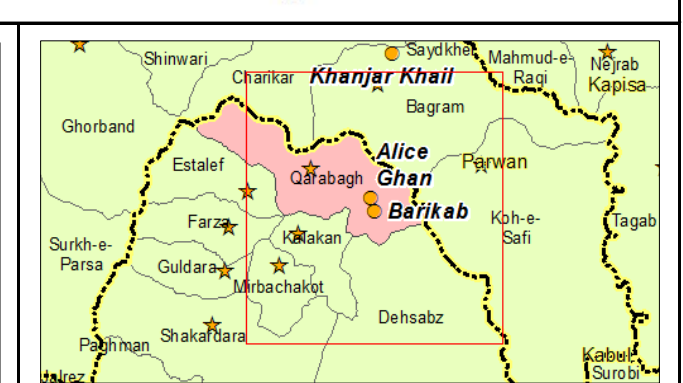 Saydkhel
Shinwari
Mahmud-e-
Raqi
Nejrab
Kapisa
Charikar
Khanjar Khail
Bagram
Ghorband
Alice
Ghan
Estalef
Qarabagh
Parwan
Barikab
Farza
Koh-e-
Safi
Tagab
Kalakan
Surkh-e-
Parsa
Guldara
Mirbachakot
Dehsabz
Shakardara
Paghman
Kabul
Surobi
Jalrez